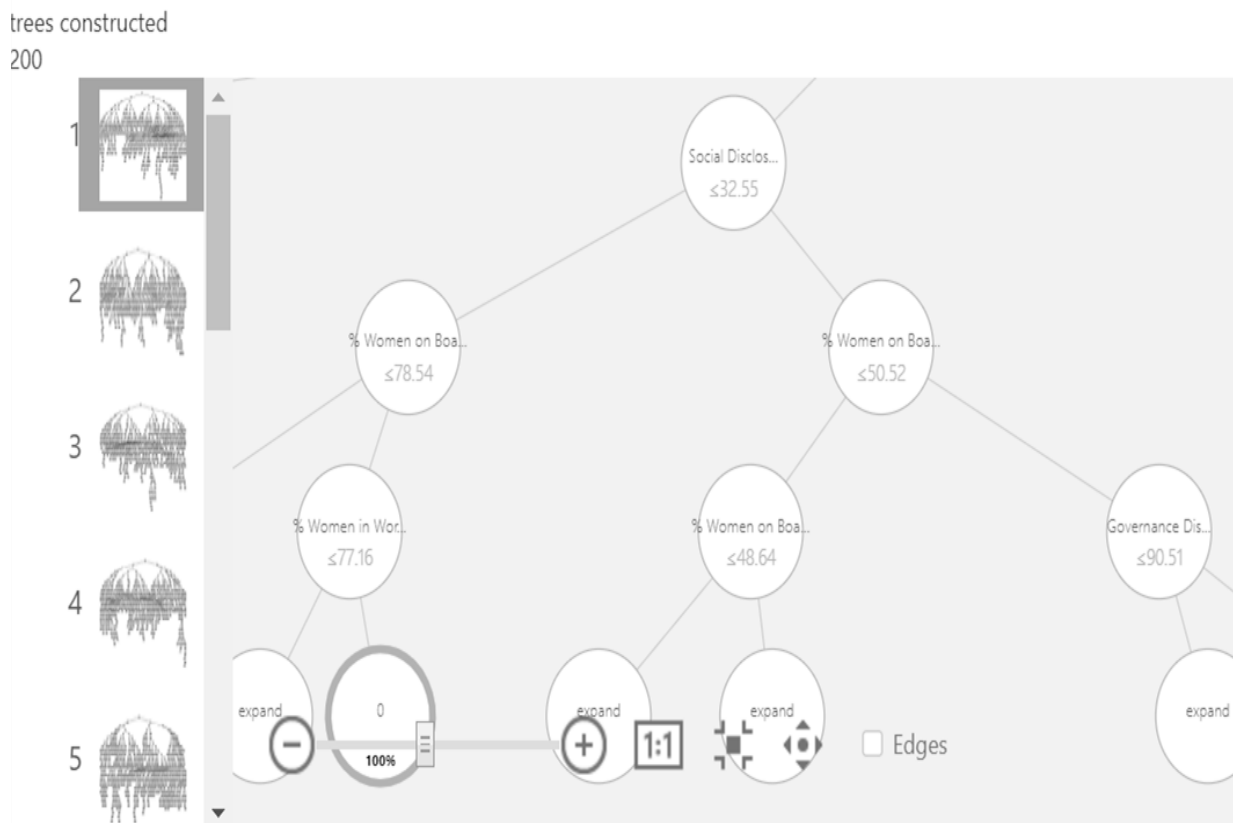 trees constructed
200
1
2
3
4
5
Social Disclos...
≤32.55
% Women on Boa...
≤78.54
% Women on Boa...
≤50.52
% Women in Wor...
≤77.16
% Women on Boa...
≤48.64
Governance Dis...
≤90.51
expand
0
100%
expand
expand
expand
1:1
Edges